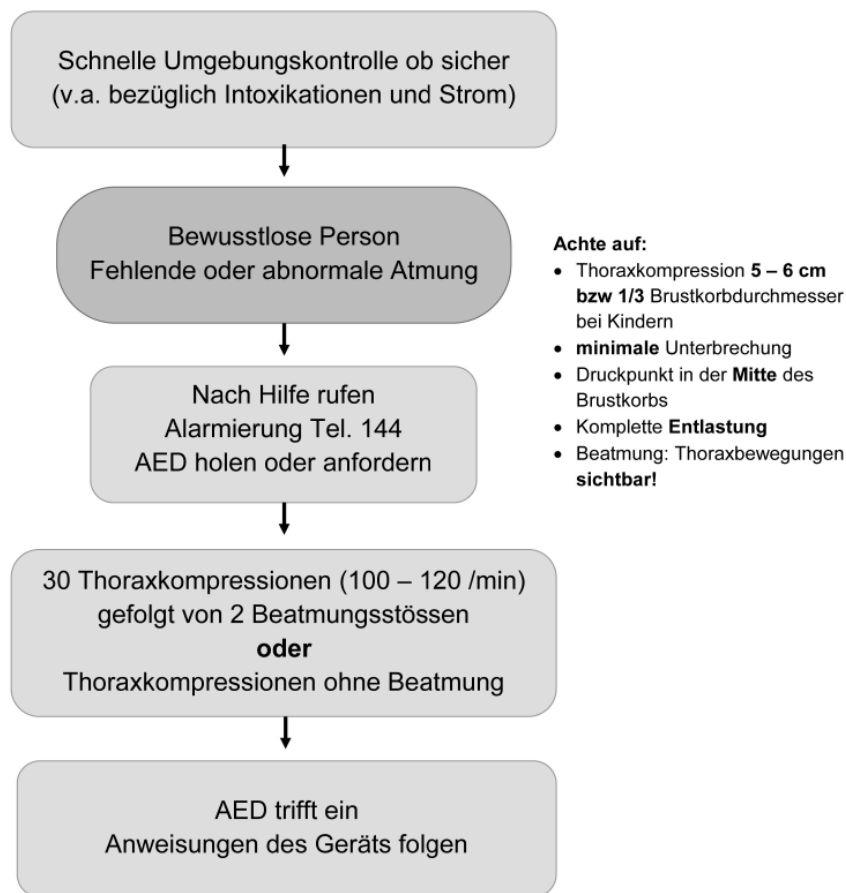 Schnelle Umgebungskontrolle ob sicher
(v.a. bezüglich Intoxikationen und Strom)
Bewusstlose Person
Fehlende oder abnormale Atmung
Nach Hilfe rufen
Alarmierung Tel. 144
AED holen oder anfordern
30 Thoraxkompressionen (100 – 120 /min)
gefolgt von 2 Beatmungsstössen
oder
Thoraxkompressionen ohne Beatmung
AED trifft ein
Anweisungen des Geräts folgen
Achte auf:
• Thoraxkompression 5 – 6 cm
bzw 1/3 Brustkorbdurchmesser
bei Kindern
• minimale Unterbrechung
• Druckpunkt in der Mitte des
Brustkorbs
• Komplette Entlastung
• Beatmung: Thoraxbewegungen
sichtbar!